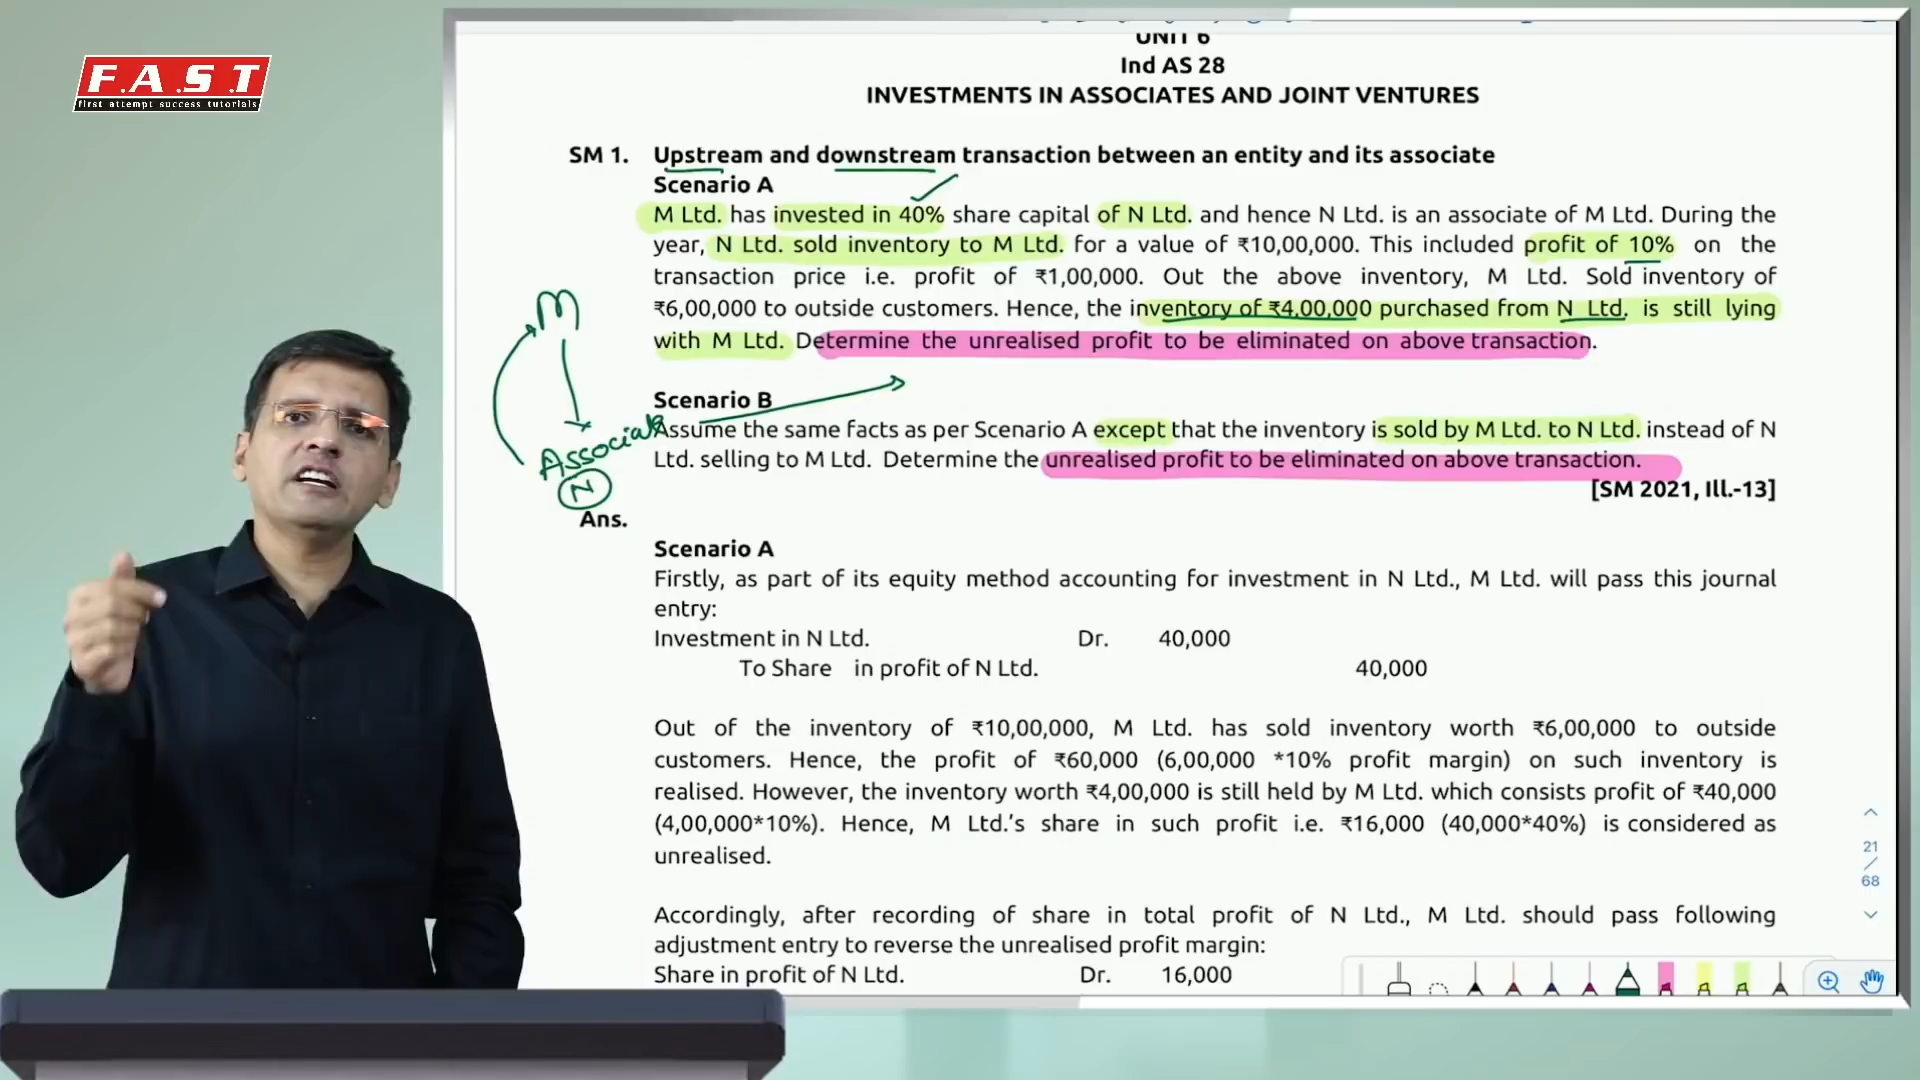 F.A.S.T
first attempt success tutorials
UNIT 6
Ind AS 28
INVESTMENTS IN ASSOCIATES AND JOINT VENTURES
SM 1. Upstream and downstream transaction between an entity and its associate
Scenario A
M Ltd. has invested in 40% share capital of N Ltd. and hence N Ltd. is an associate of M Ltd. During the
year, N Ltd. sold inventory to M Ltd. for a value of ₹10,00,000. This included profit of 10% on the
transaction price i.e. profit of ₹1,00,000. Out the above inventory, M Ltd. Sold inventory of
₹6,00,000 to outside customers. Hence, the inventory of ₹4,00,000 purchased from N Ltd. is still lying
with M Ltd. Determine the unrealised profit to be eliminated on above transaction.
M
Scenario B
Associate
Assume the same facts as per Scenario A except that the inventory is sold by M Ltd. to N Ltd. instead of N
Ltd. selling to M Ltd. Determine the unrealised profit to be eliminated on above transaction.
N
[SM 2021, Ill.-13]
Ans.
Scenario A
Firstly, as part of its equity method accounting for investment in N Ltd., M Ltd. will pass this journal
entry:
Investment in N Ltd. Dr. 40,000
To Share in profit of N Ltd. 40,000
Out of the inventory of ₹10,00,000, M Ltd. has sold inventory worth ₹6,00,000 to outside
customers. Hence, the profit of ₹60,000 (6,00,000 *10% profit margin) on such inventory is
realised. However, the inventory worth ₹4,00,000 is still held by M Ltd. which consists profit of ₹40,000
(4,00,000*10%). Hence, M Ltd.'s share in such profit i.e. ₹16,000 (40,000*40%) is considered as
unrealised.
21
68
Accordingly, after recording of share in total profit of N Ltd., M Ltd. should pass following
adjustment entry to reverse the unrealised profit margin:
Share in profit of N Ltd. Dr. 16,000